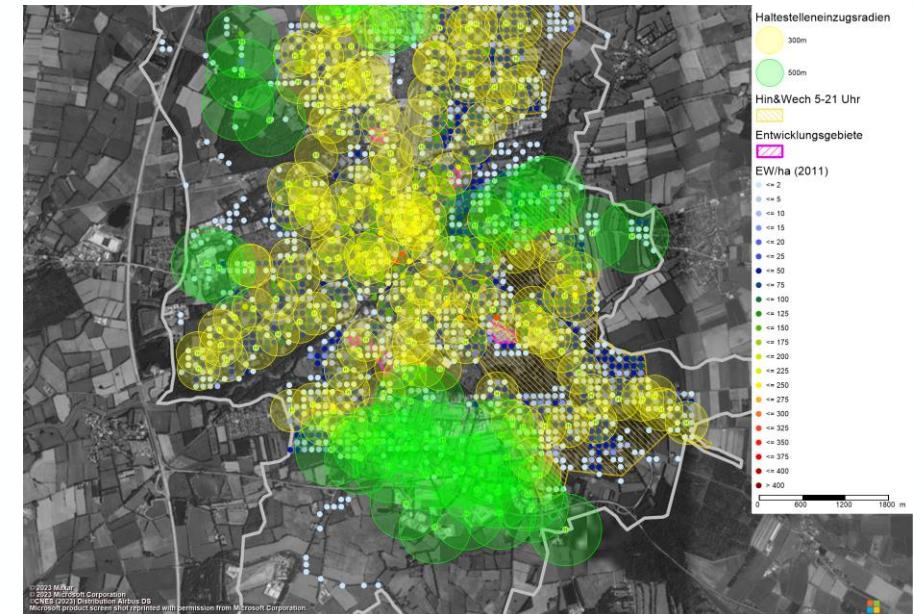 Haltestelleneinzugsradien
300m
500m
Hin&Wech 5-21 Uhr
Entwicklungsgebiete
EW/ha (2011)
<= 2
<= 5
<= 10
<= 15
<= 20
<= 25
<= 50
<= 75
<= 100
<= 125
<= 150
<= 175
<= 200
<= 225
<= 250
<= 275
<= 300
<= 325
<= 350
<= 375
<= 400
> 400
0 600 1200 1800 m
© 2023 Maxar
© 2023 Microsoft Corporation
©CNES (2023) Distribution Airbus DS
Microsoft product screen shot reprinted with permission from Microsoft Corporation